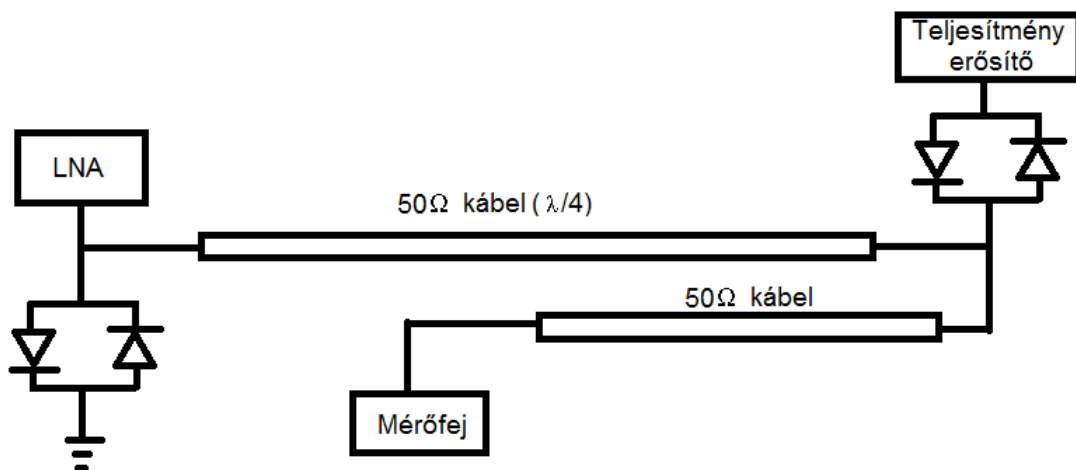 Teljesítmény
erősítő
LNA
50Ω kábel (λ/4)
50Ω kábel
Mérőfej